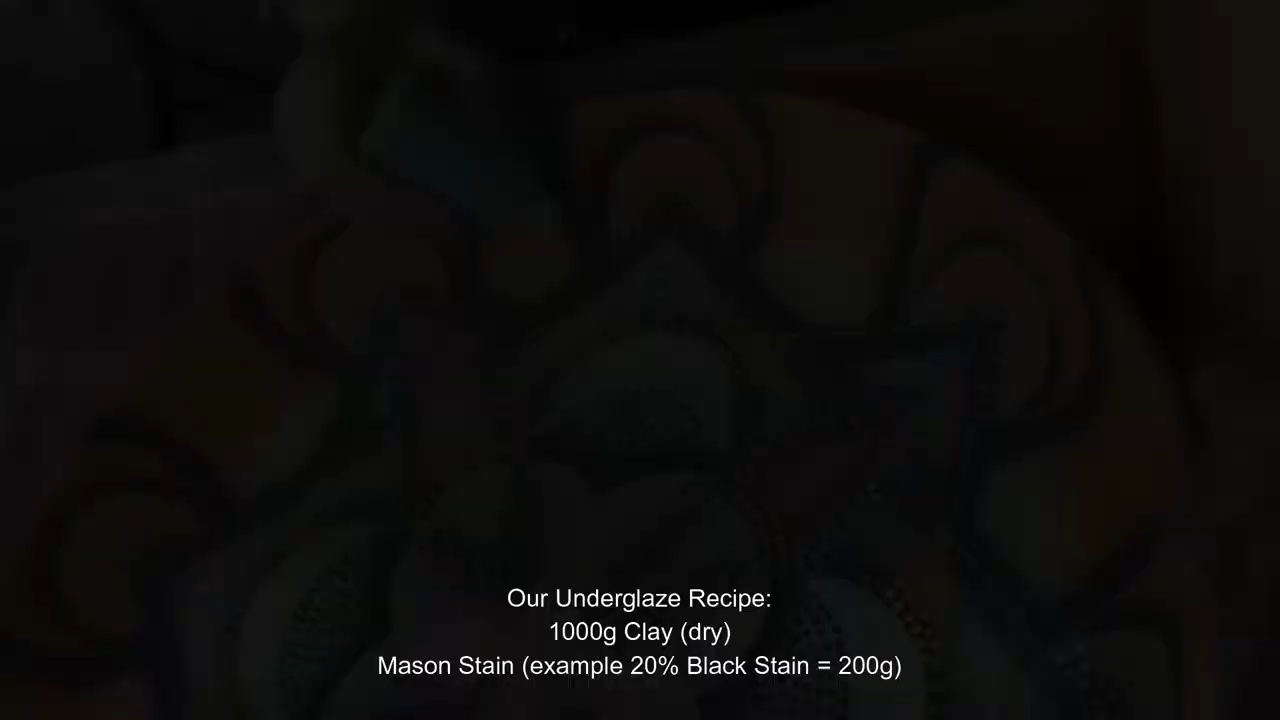 Our Underglaze Recipe:
1000g Clay (dry)
Mason Stain (example 20% Black Stain = 200g)